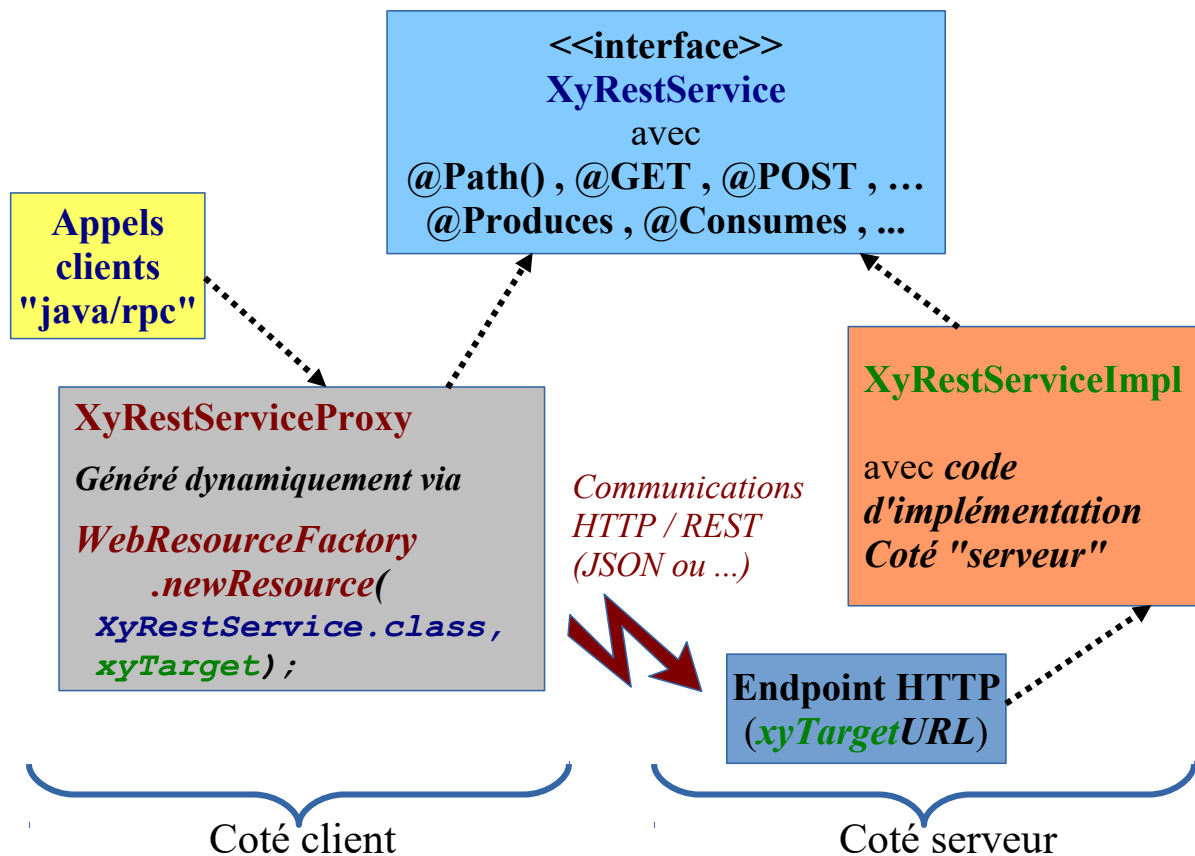 <<interface>>
XyRestService
avec
@Path() , @GET , @POST , …
@Produces , @Consumes , ...
Appels
clients
"java/rpc"
XyRestServiceProxy
Généré dynamiquement via
WebResourceFactory
.newResource(
XyRestService.class,
xyTarget);
Communications
HTTP / REST
(JSON ou ...)
XyRestServiceImpl
avec code
d'implémentation
Coté "serveur"
Endpoint HTTP
(xyTargetURL)
Coté client
Coté serveur